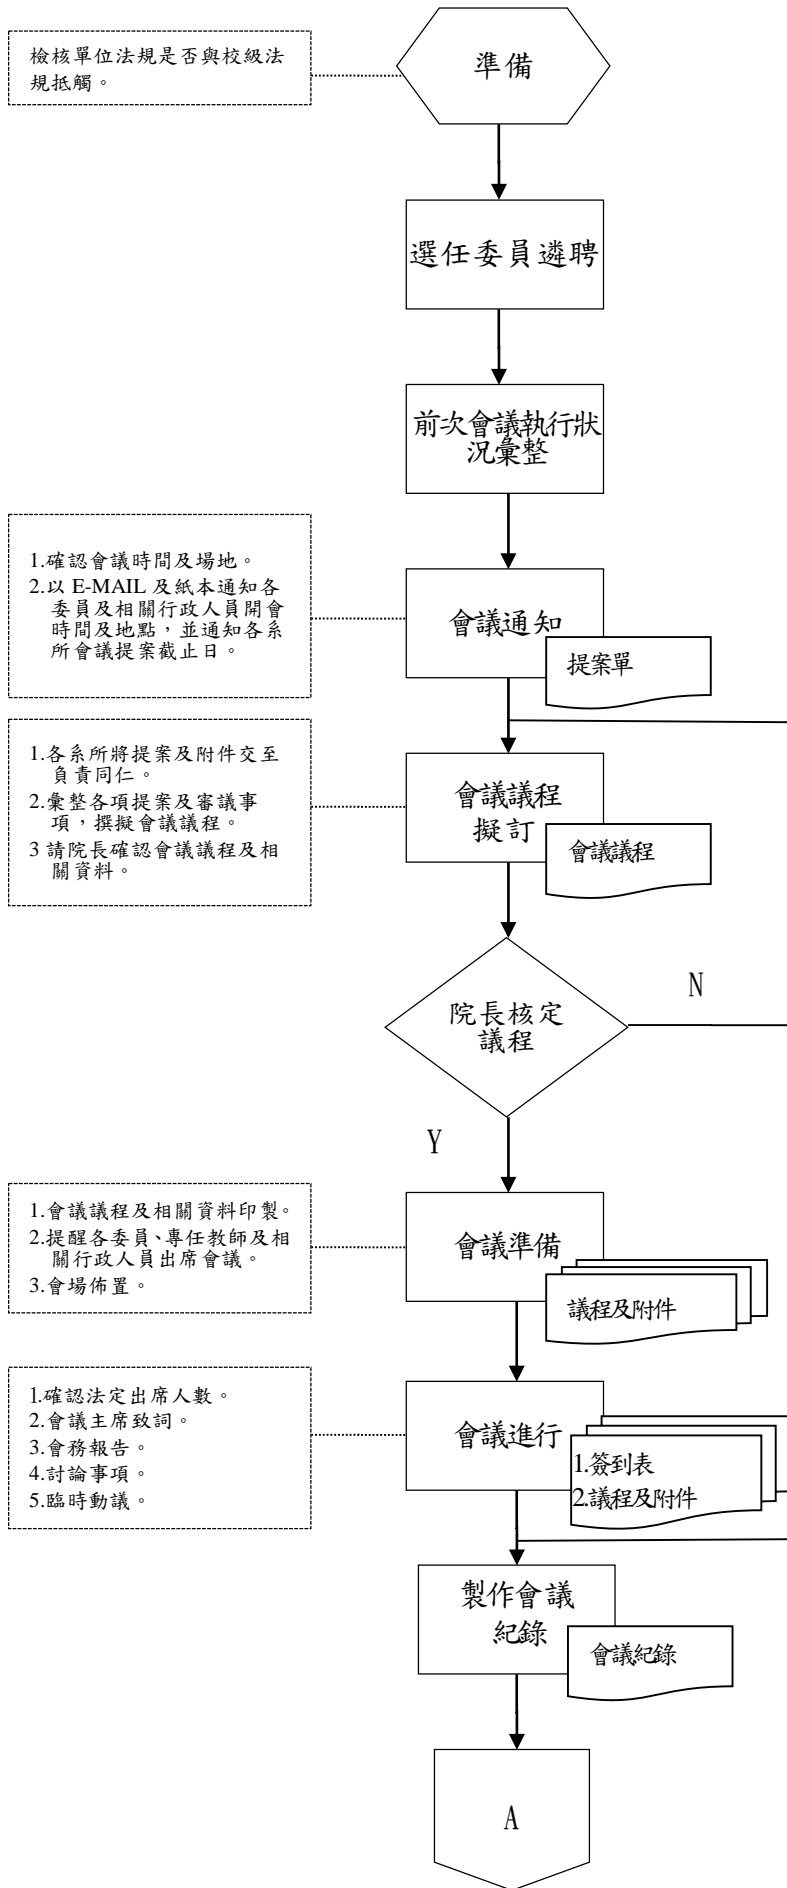 檢核單位法規是否與校級法
規抵觸。
準備
選任委員遴聘
前次會議執行狀
況彙整
1.確認會議時間及場地。
2.以 E-MAIL 及紙本通知各
委員及相關行政人員開會
時間及地點，並通知各系
所會議提案截止日。
會議通知
提案單
1.各系所將提案及附件交至
負責同仁。
2.彙整各項提案及審議事
項，撰擬會議議程。
3 請院長確認會議議程及相
關資料。
會議議程
擬訂
會議議程
院長核定
議程
N
Y
1.會議議程及相關資料印製。
2.提醒各委員、專任教師及相
關行政人員出席會議。
3.會場佈置。
會議準備
議程及附件
1.確認法定出席人數。
2.會議主席致詞。
3.會務報告。
4.討論事項。
5.臨時動議。
會議進行
1.簽到表
2.議程及附件
製作會議
紀錄
會議紀錄
A